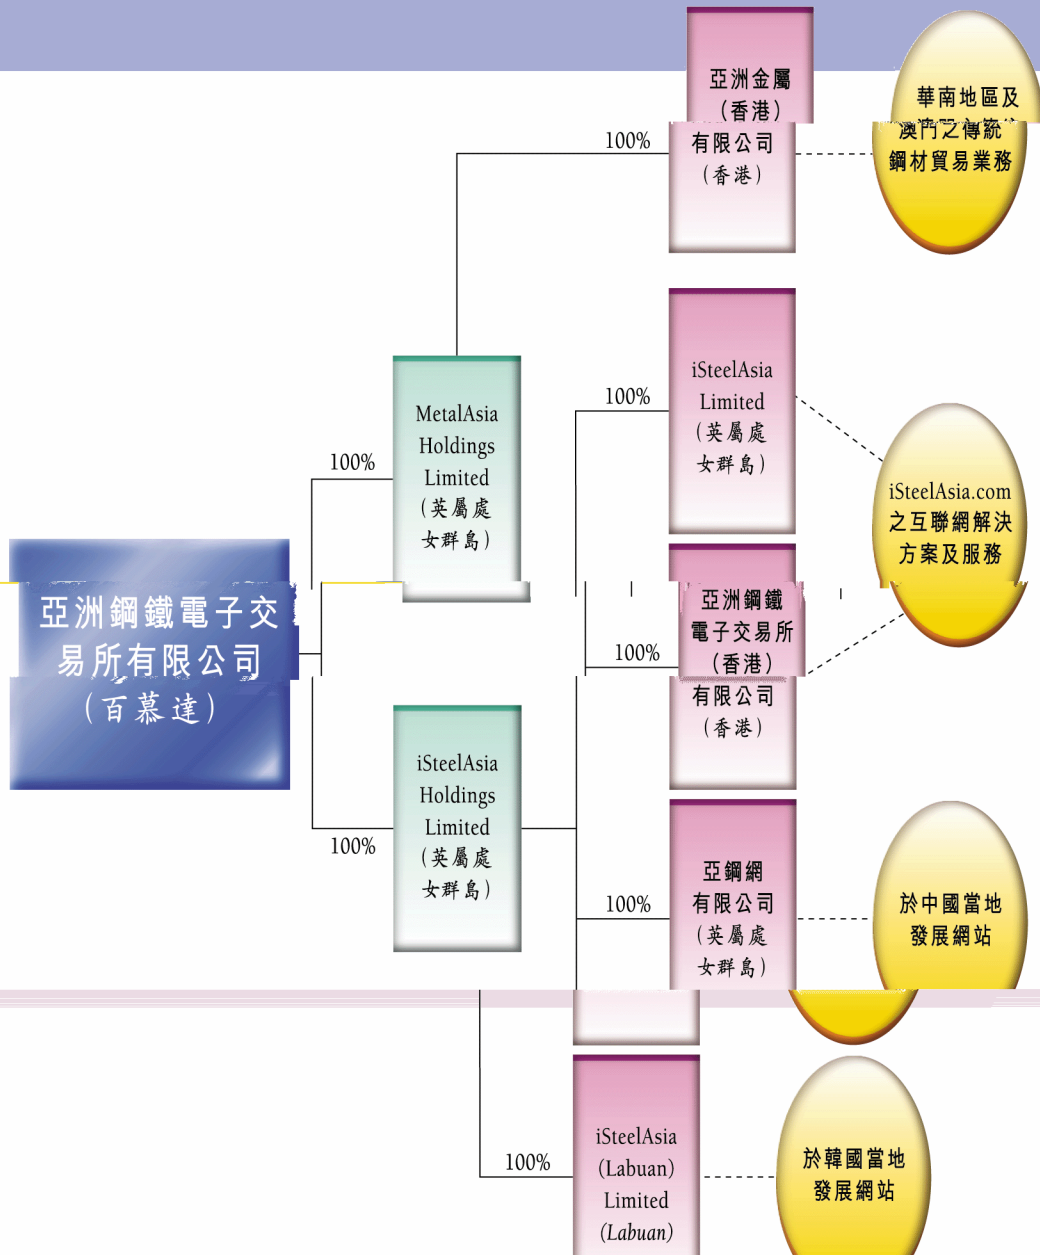 亞洲金屬
（香港）
有限公司
（香港）
100%
華南地區及
澳門之傳統
鋼材貿易業務
iSteelAsia
Limited
（英屬處
女群島）
100%
MetalAsia
Holdings
Limited
（英屬處
女群島）
100%
iSteelAsia.com
之互聯網解決
方案及服務
亞洲鋼鐵電子交
易所有限公司
（百慕達）
亞洲鋼鐵
電子交易所
（香港）
有限公司
（香港）
100%
iSteelAsia
Holdings
Limited
（英屬處
女群島）
100%
亞鋼網
有限公司
（英屬處
女群島）
100%
於中國當地
發展網站
iSteelAsia
(Labuan)
Limited
(Labuan)
100%
於韓國當地
發展網站